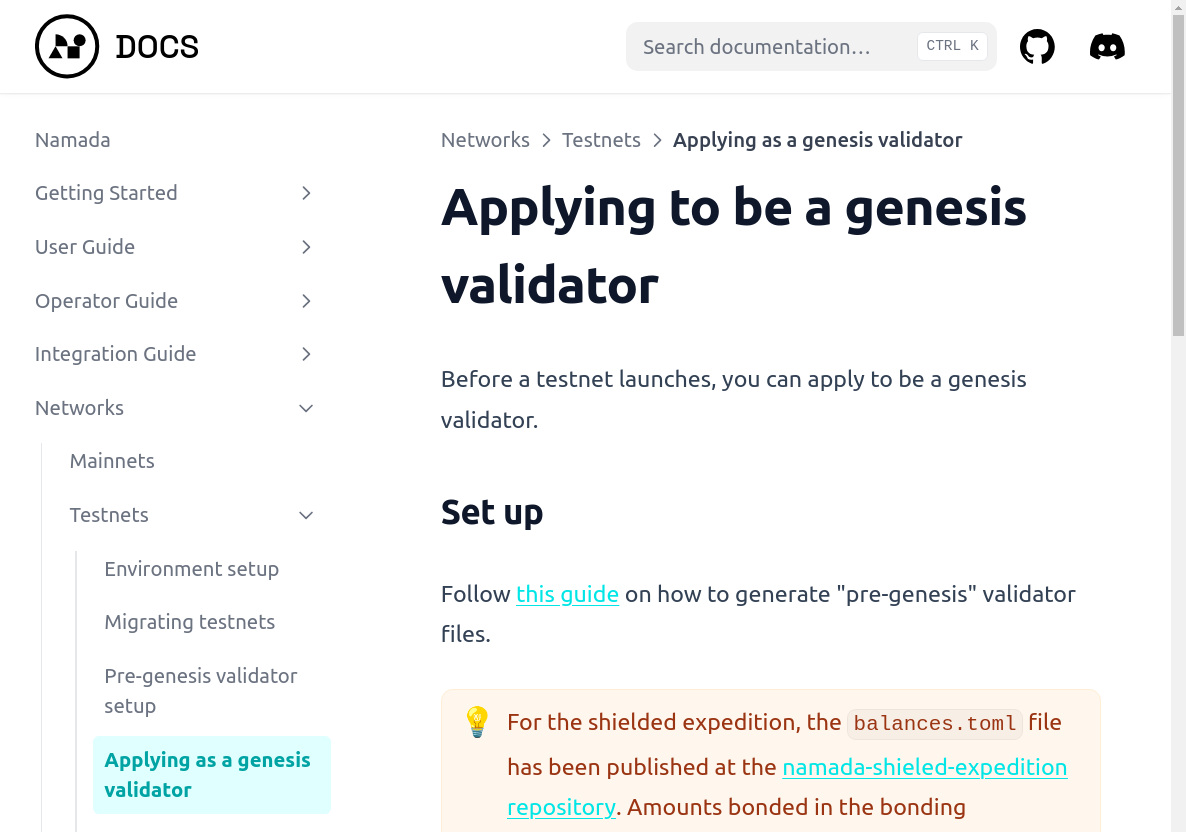 DOCS
Search documentation…
CTRL K
Namada
Getting Started
User Guide
Operator Guide
Integration Guide
Networks
Mainnets
Testnets
Environment setup
Migrating testnets
Pre-genesis validator
setup
Applying as a genesis
validator
Networks > Testnets > Applying as a genesis validator
Applying to be a genesis
validator
Before a testnet launches, you can apply to be a genesis
validator.
Set up
Follow this guide on how to generate "pre-genesis" validator
files.
For the shielded expedition, the balances.toml file
has been published at the namada-shieled-expedition
repository. Amounts bonded in the bonding